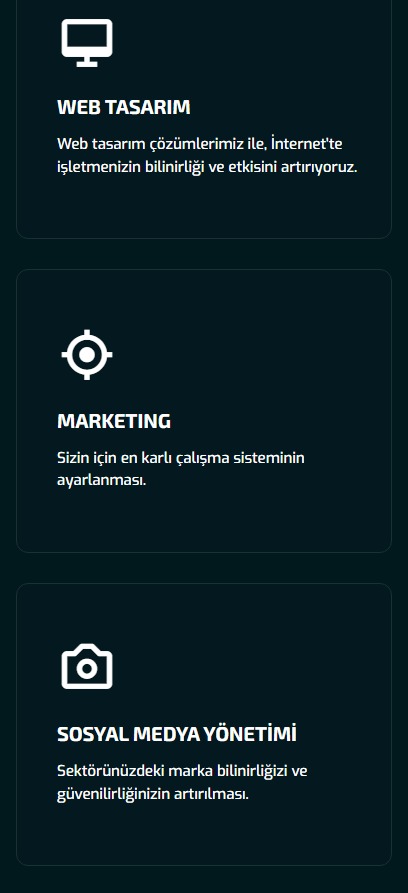 WEB TASARIM
Web tasarım çözümlerimiz ile, İnternet'te
işletmenizin bilinirliği ve etkisini artırıyoruz.
MARKETING
Sizin için en karlı çalışma sisteminin
ayarlanması.
SOSYAL MEDYA YÖNETİMİ
Sektörünüzdeki marka bilinirliğizi ve
güvenilirliğinizin artırılması.